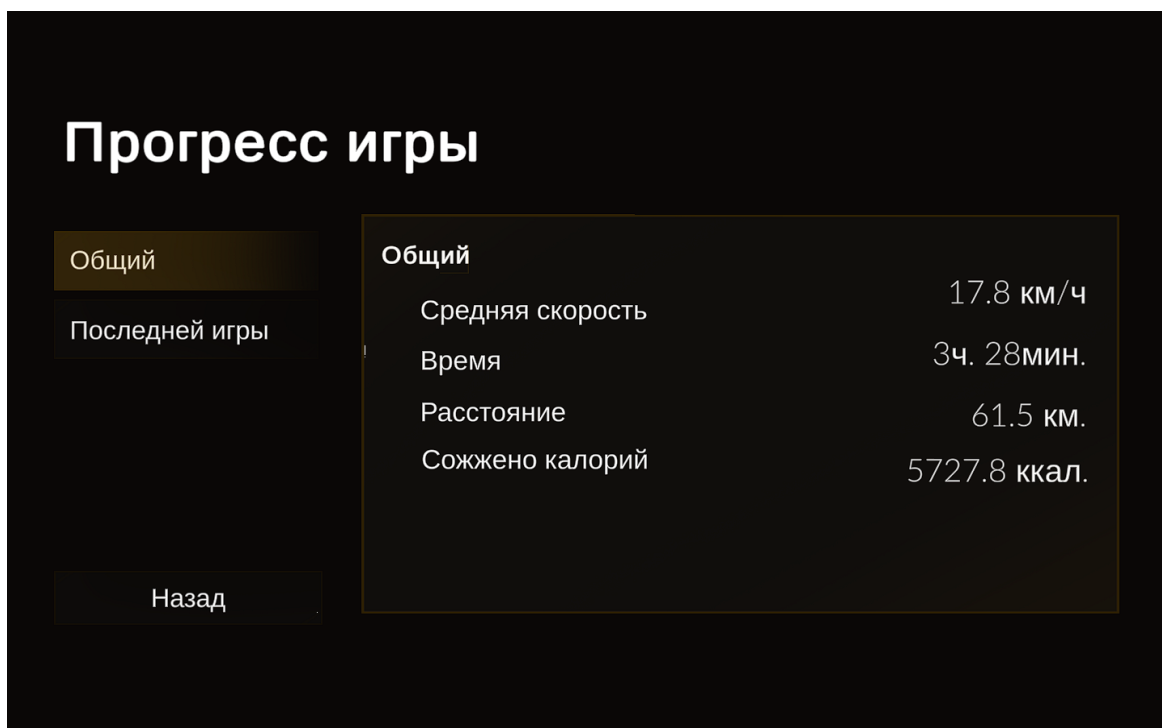 Прогресс игры
Общий
Последней игры
Назад
Общий
Средняя скорость 17.8 км/ч
Время 3ч. 28мин.
Расстояние 61.5 км.
Сожжено калорий 5727.8 ккал.